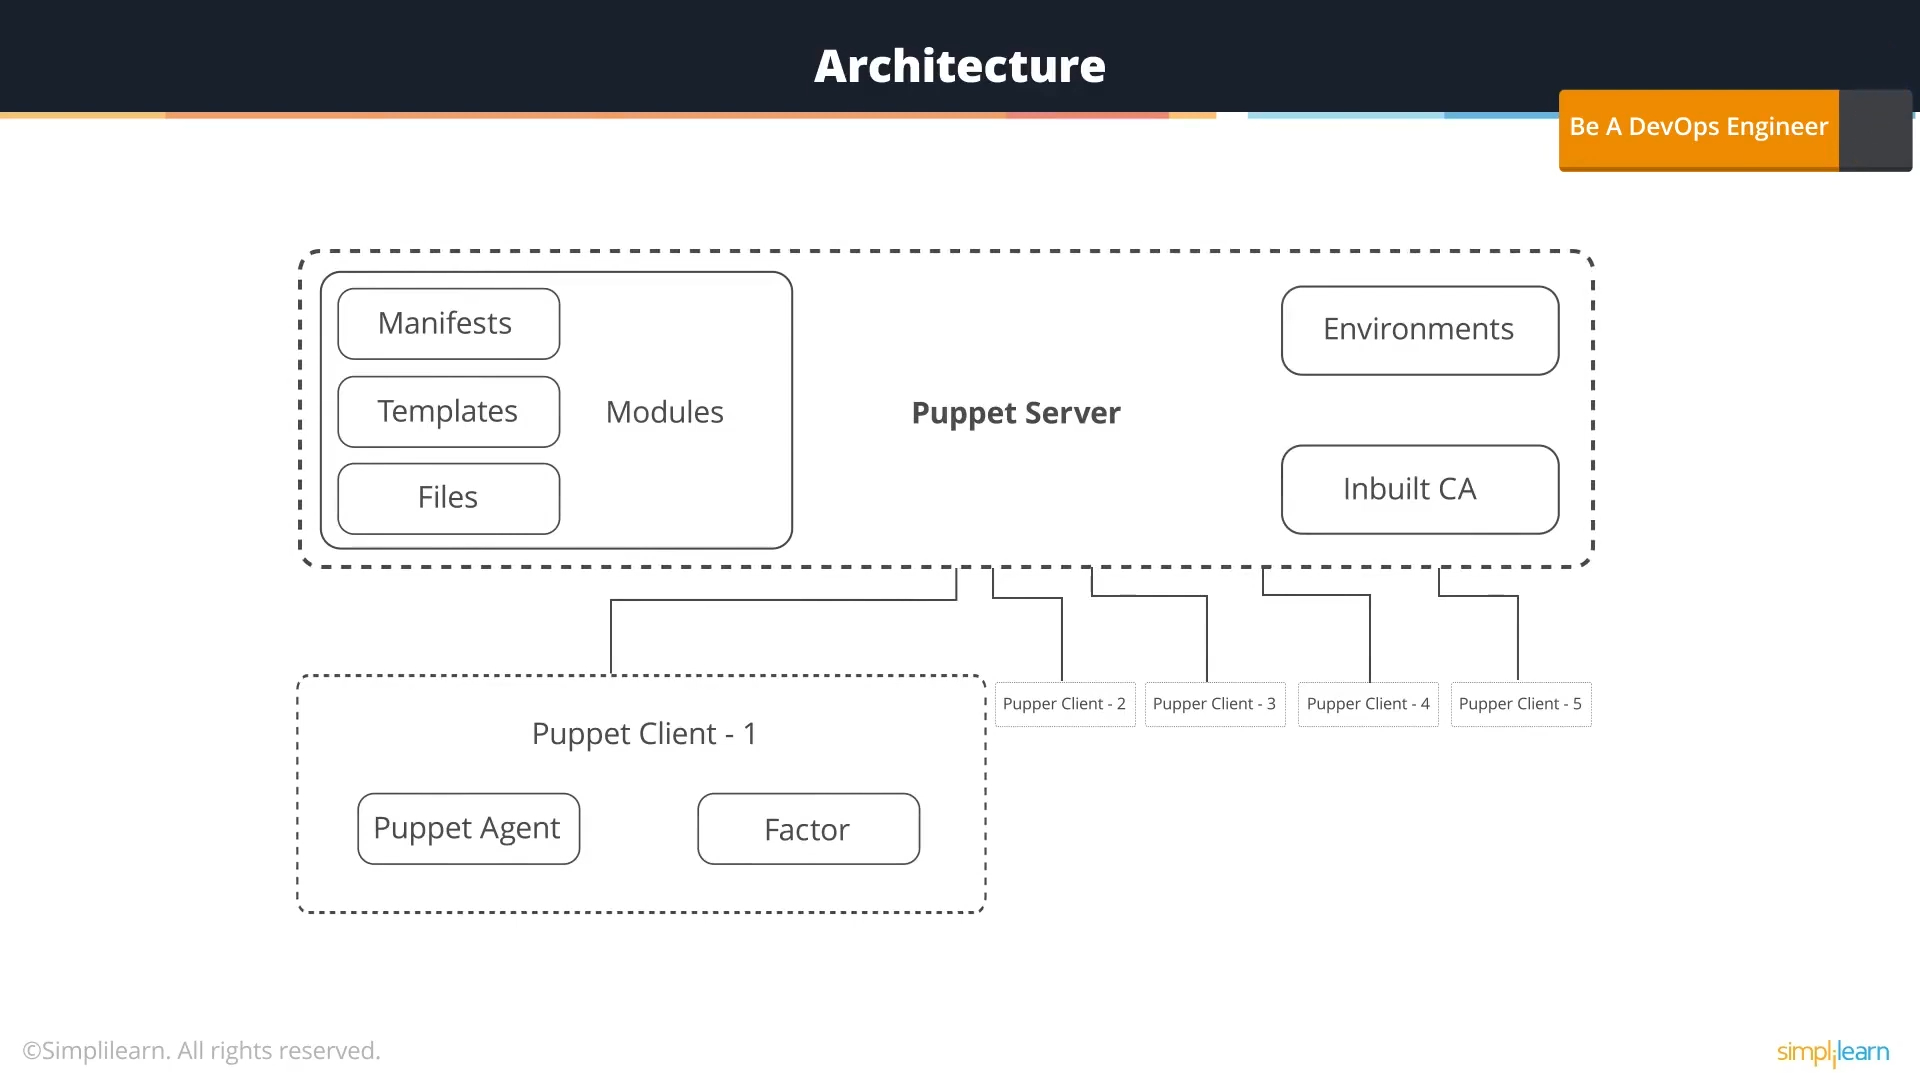 Architecture
Be A DevOps Engineer
Manifests
Templates
Files
Modules
Puppet Server
Environments
Inbuilt CA
Puppet Client - 1
Puppet Agent
Factor
Pupper Client - 2
Pupper Client - 3
Pupper Client - 4
Pupper Client - 5
©Simplilearn. All rights reserved.
simplilearn